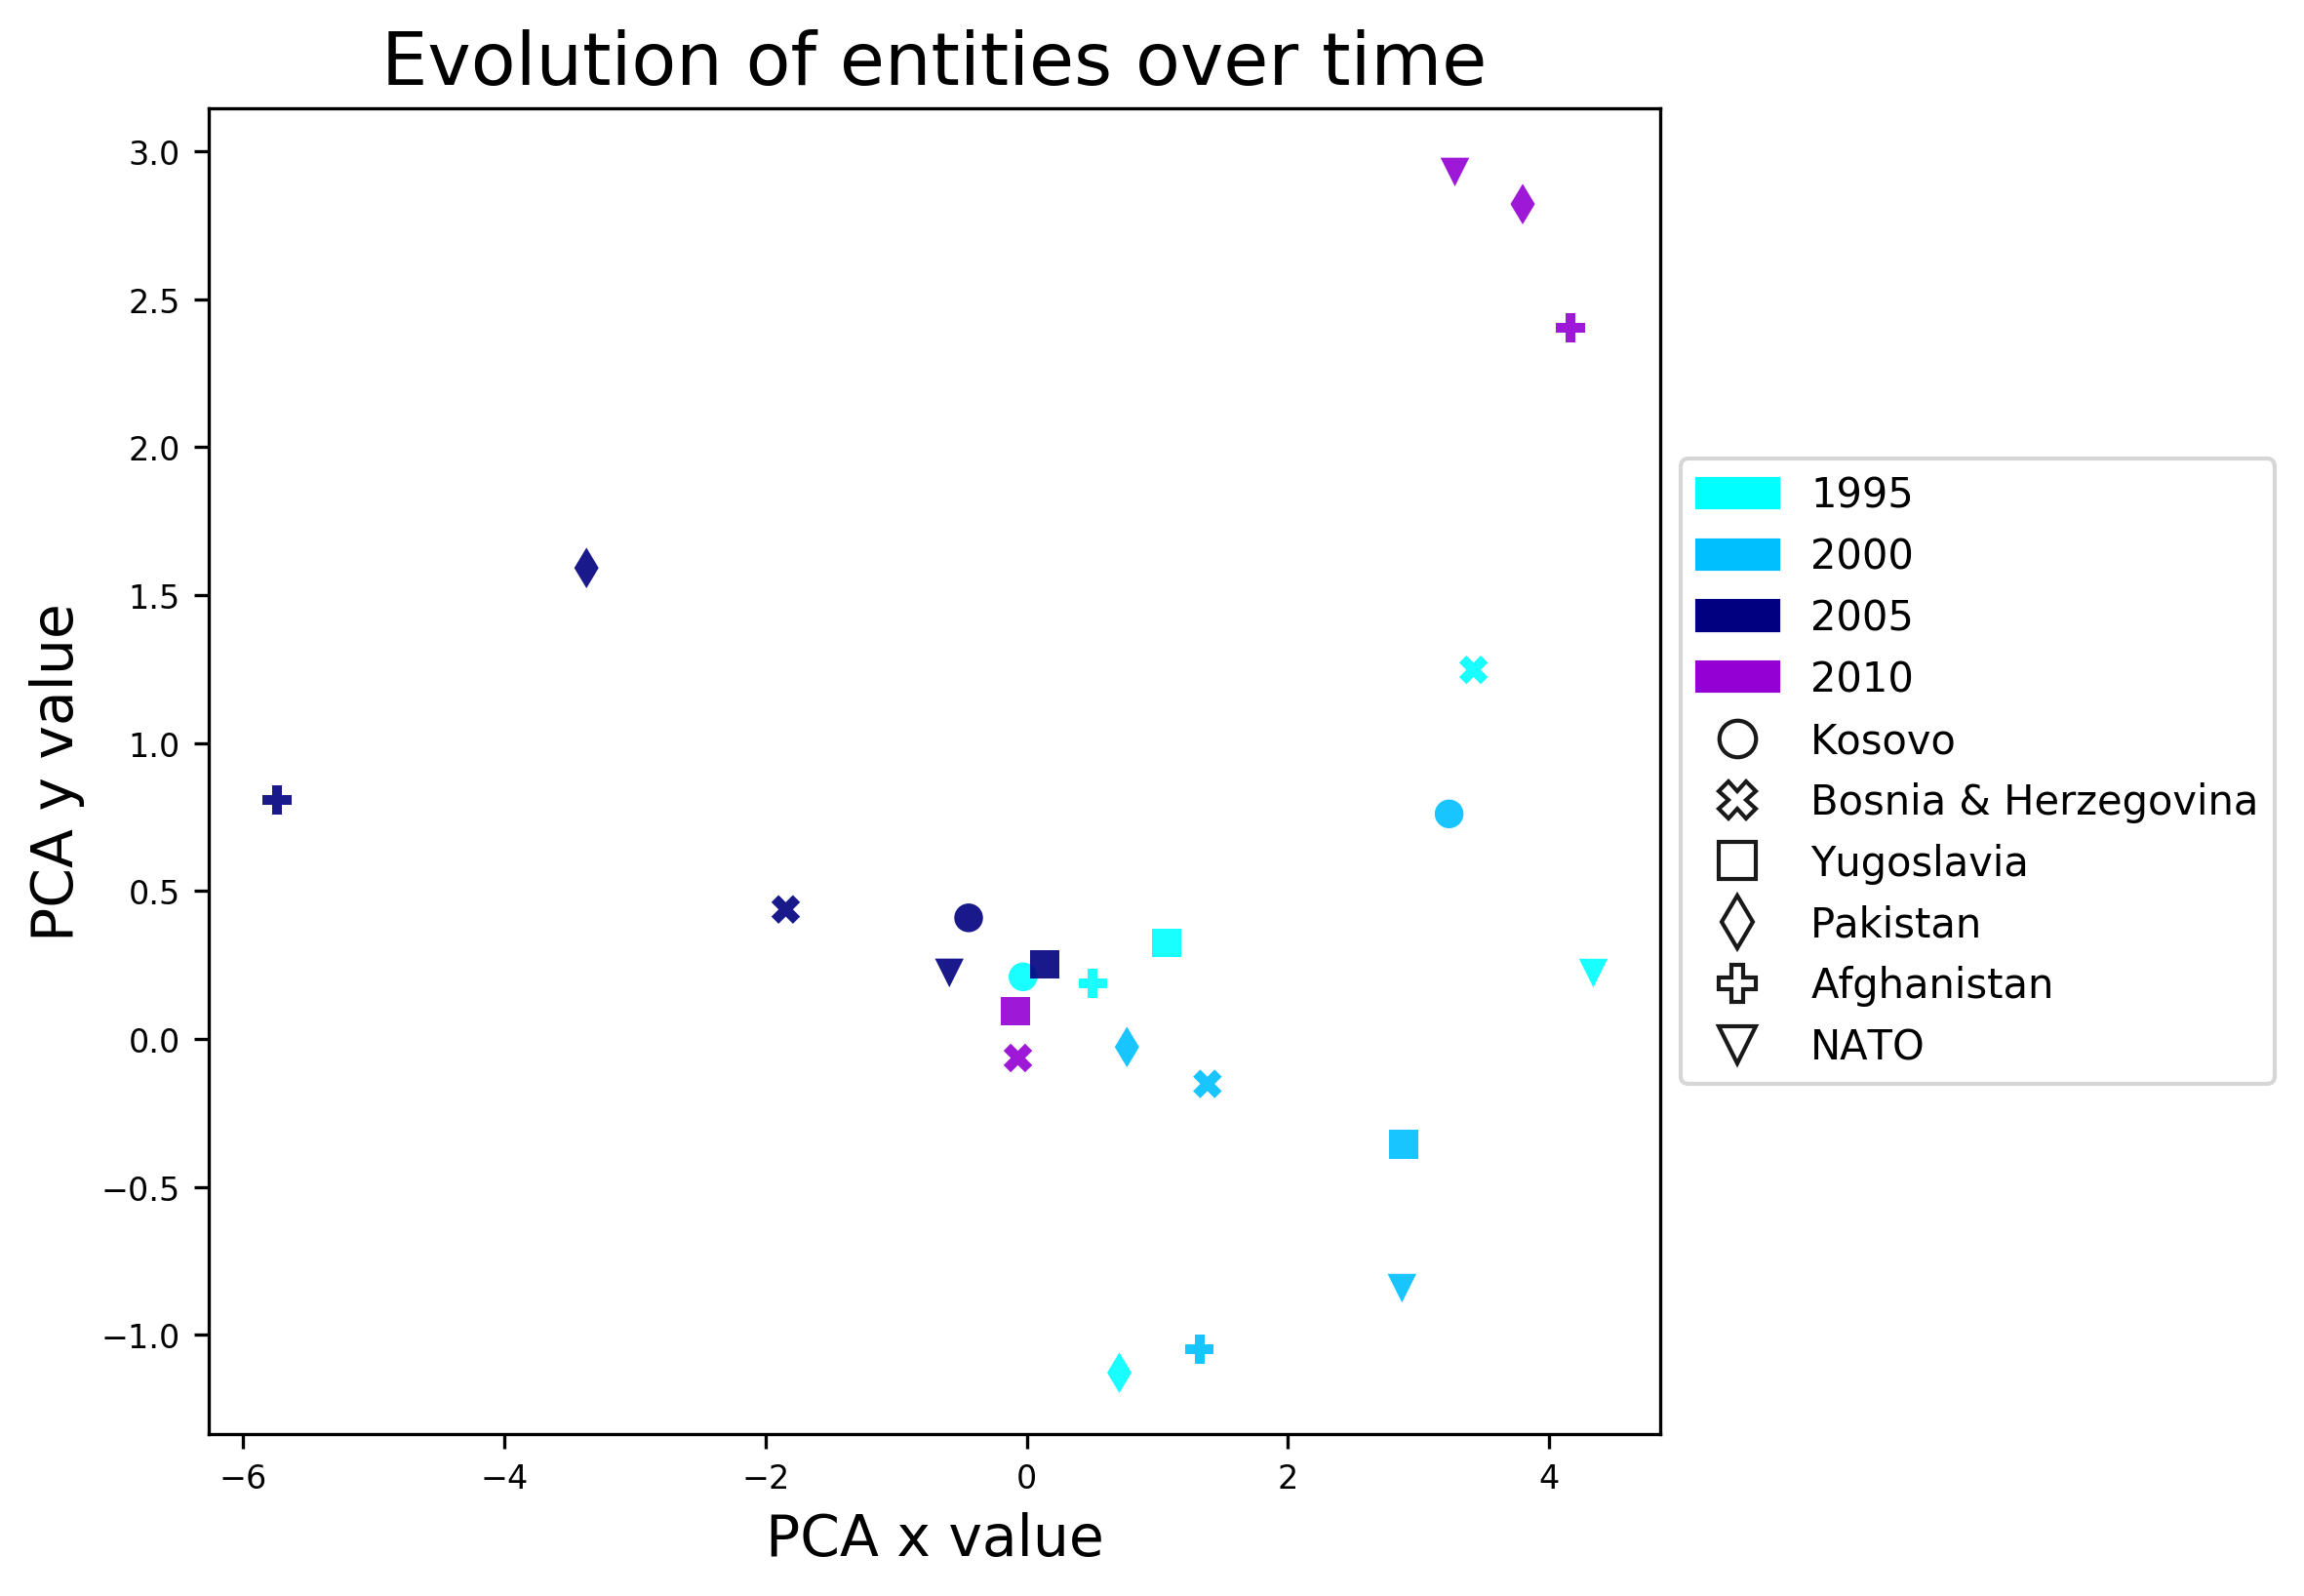 Evolution of entities over time
PCA y value
3.0
2.5
2.0
1.5
1.0
0.5
0.0
−0.5
−1.0
−6 −4 −2 0 2 4
PCA x value
1995
2000
2005
2010
Kosovo
Bosnia & Herzegovina
Yugoslavia
Pakistan
Afghanistan
NATO